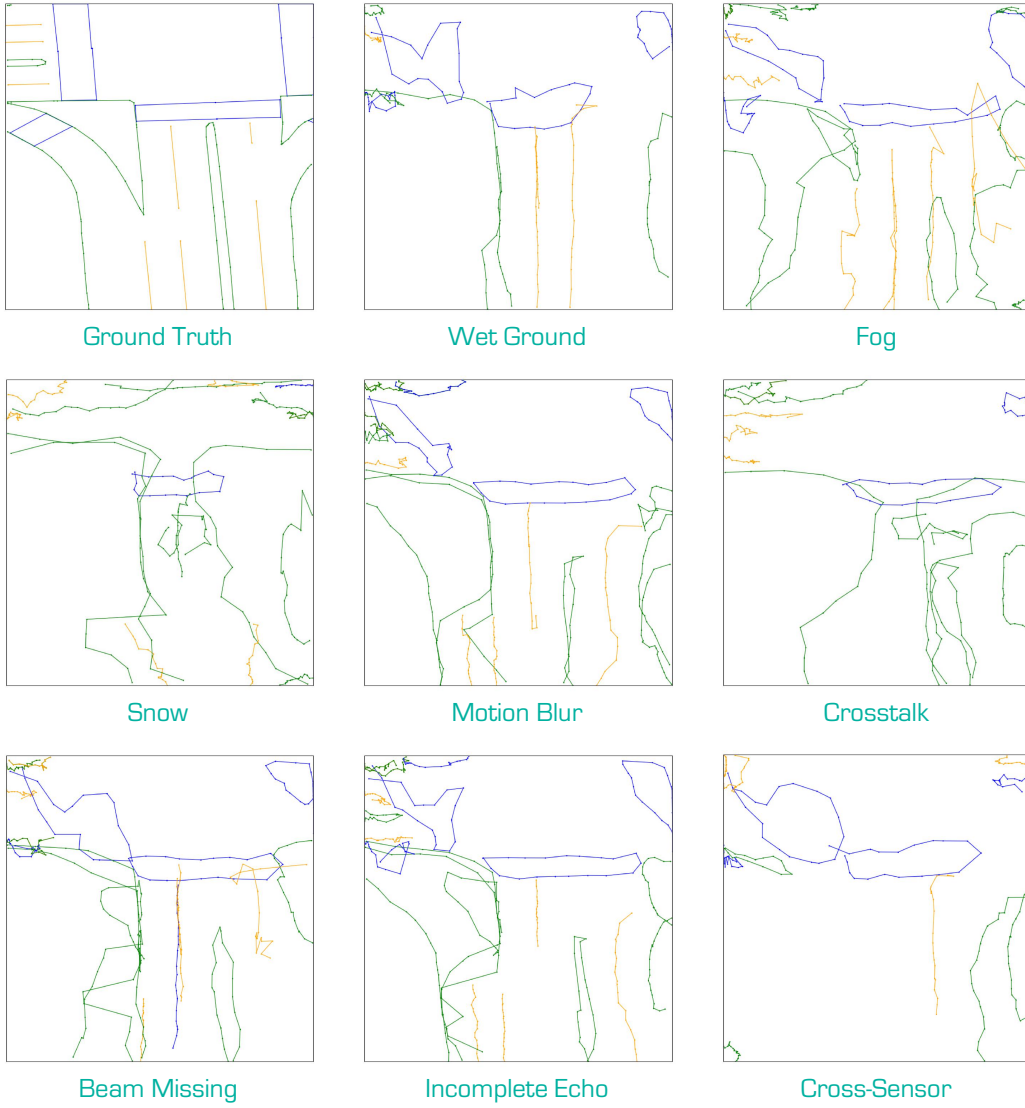 Ground Truth
Wet Ground
Fog
Snow
Motion Blur
Crosstalk
Beam Missing
Incomplete Echo
Cross-Sensor